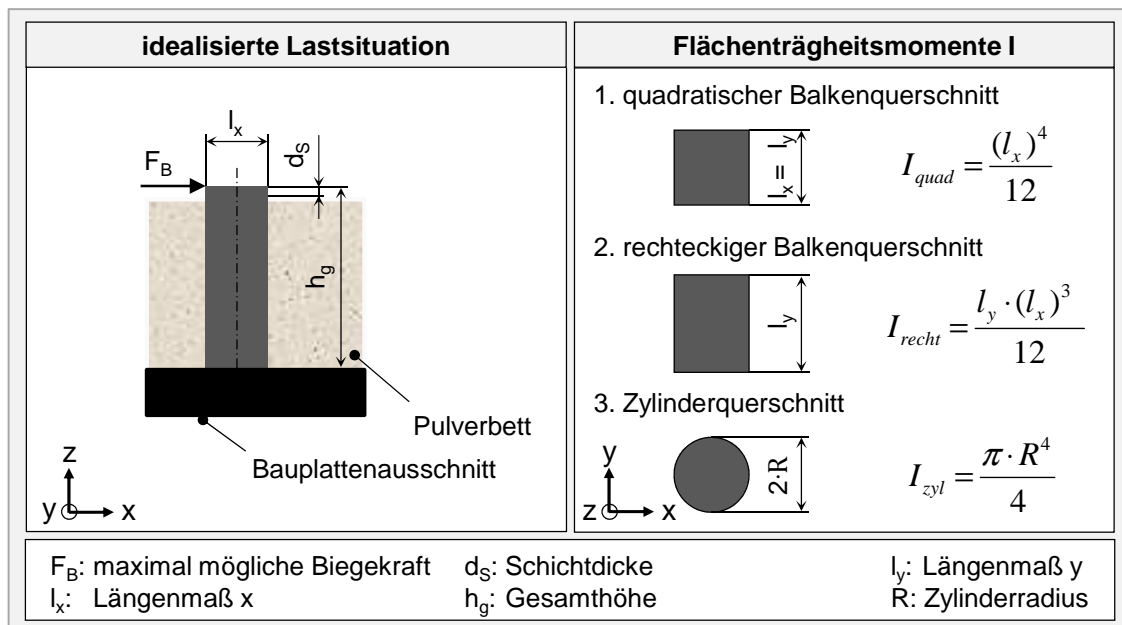 idealisierte Lastsituation
l_x
d_S
F_B
h_g
Pulverbett
Bauplattenausschnitt
z
y
x
Flächenträgheitsmomente I
1. quadratischer Balkenquerschnitt
l_x = l_y
I_quad = (l_x)^4 / 12
2. rechteckiger Balkenquerschnitt
l_y
I_recht = l_y · (l_x)^3 / 12
3. Zylinderquerschnitt
2·R
I_zyl = π · R^4 / 4
y
z
x
F_B: maximal mögliche Biegekraft d_S: Schichtdicke l_y: Längenmaß y
l_x: Längenmaß x h_g: Gesamthöhe R: Zylinderradius